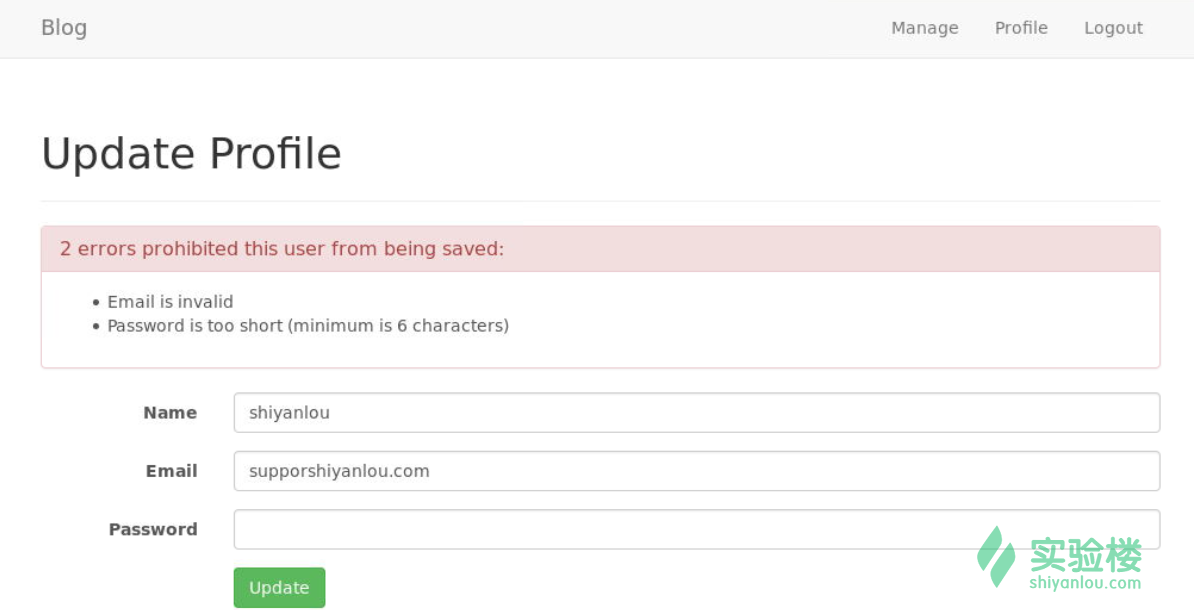 Blog Manage Profile Logout
Update Profile
2 errors prohibited this user from being saved:
Email is invalid
Password is too short (minimum is 6 characters)
Name shiyanlou
Email supporshiyanlou.com
Password
Update
实验楼
shiyanlou.com